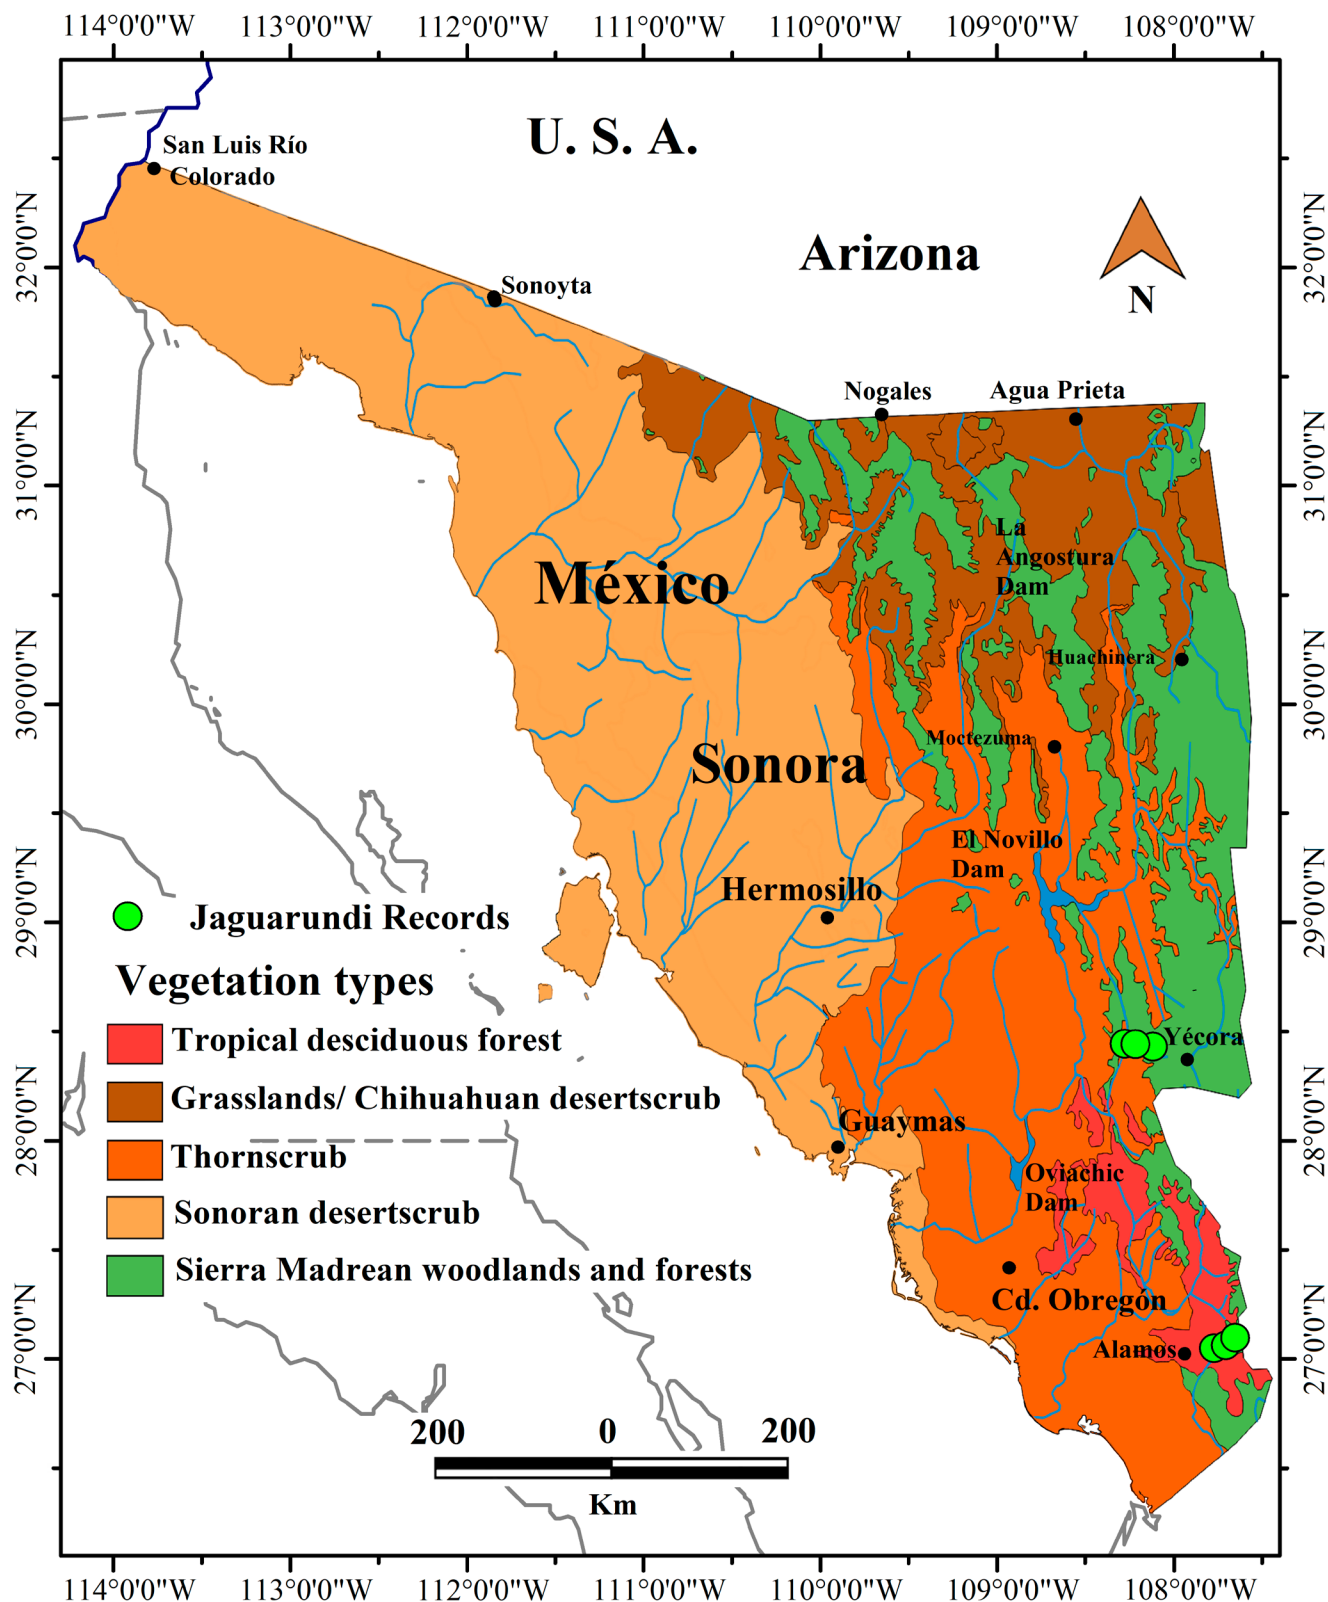 114°0'0"W 113°0'0"W 112°0'0"W 111°0'0"W 110°0'0"W 109°0'0"W 108°0'0"W
U. S. A.
San Luis Río
Colorado
32°0'0"N
32°0'0"N
Arizona
N
Sonoyta
Nogales
Agua Prieta
31°0'0"N
31°0'0"N
La
Angostura
Dam
México
Huachinera
30°0'0"N
30°0'0"N
Moctezuma
Sonora
El Novillo
Dam
Hermosillo
29°0'0"N
29°0'0"N
Jaguarundi Records
Vegetation types
Tropical desciduous forest
Grasslands/ Chihuahuan desertscrub
Thornscrub
Sonoran desertscrub
Sierra Madrean woodlands and forests
Yécora
28°0'0"N
28°0'0"N
Guaymas
Oviachic
Dam
Cd. Obregón
Alamos
27°0'0"N
27°0'0"N
200 0 200
Km
114°0'0"W 113°0'0"W 112°0'0"W 111°0'0"W 110°0'0"W 109°0'0"W 108°0'0"W